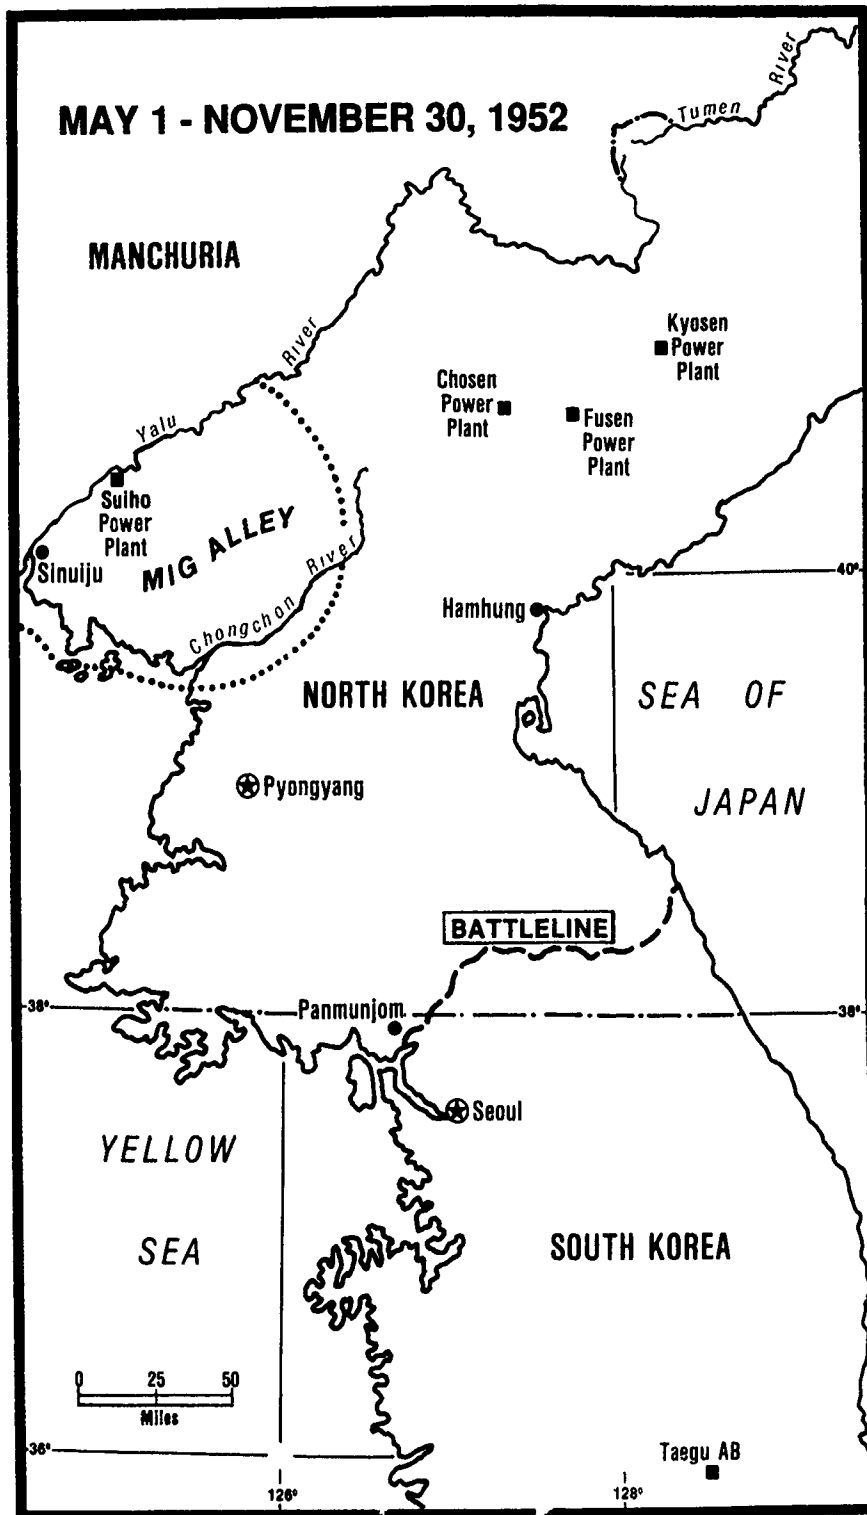 MAY 1 - NOVEMBER 30, 1952
Tumen River
MANCHURIA
Yalu River
Kyosen
Power
Plant
Chosen
Power
Plant
Fusen
Power
Plant
Suiho
Power
Plant
MIG ALLEY
Sinuiju
Chongchon River
40°
Hamhung
NORTH KOREA
SEA OF
JAPAN
Pyongyang
BATTLELINE
38°
Panmunjom
38°
Seoul
YELLOW
SEA
SOUTH KOREA
0 25 50
Miles
36°
Taegu AB
126°
128°